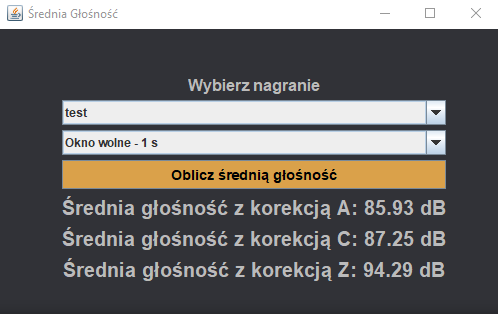 Średnia Głośność
Wybierz nagranie
test
Okno wolne - 1 s
Oblicz średnią głośność
Średnia głośność z korekcją A: 85.93 dB
Średnia głośność z korekcją C: 87.25 dB
Średnia głośność z korekcją Z: 94.29 dB